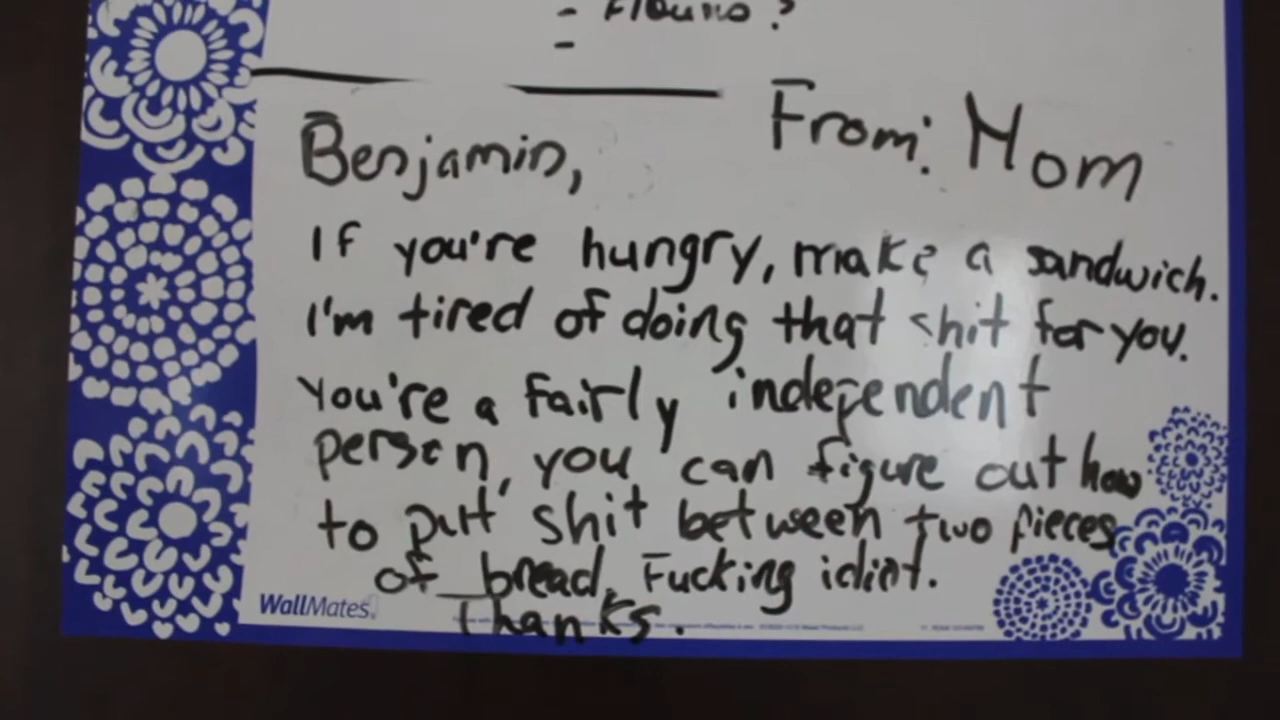 Benjamin,
From: Mom
If you're hungry, make a sandwich.
I'm tired of doing that shit for you.
You're a fairly independent
person, you can figure out how
to put shit between two pieces
of bread. Fucking idiot.
Thanks.
WallMates